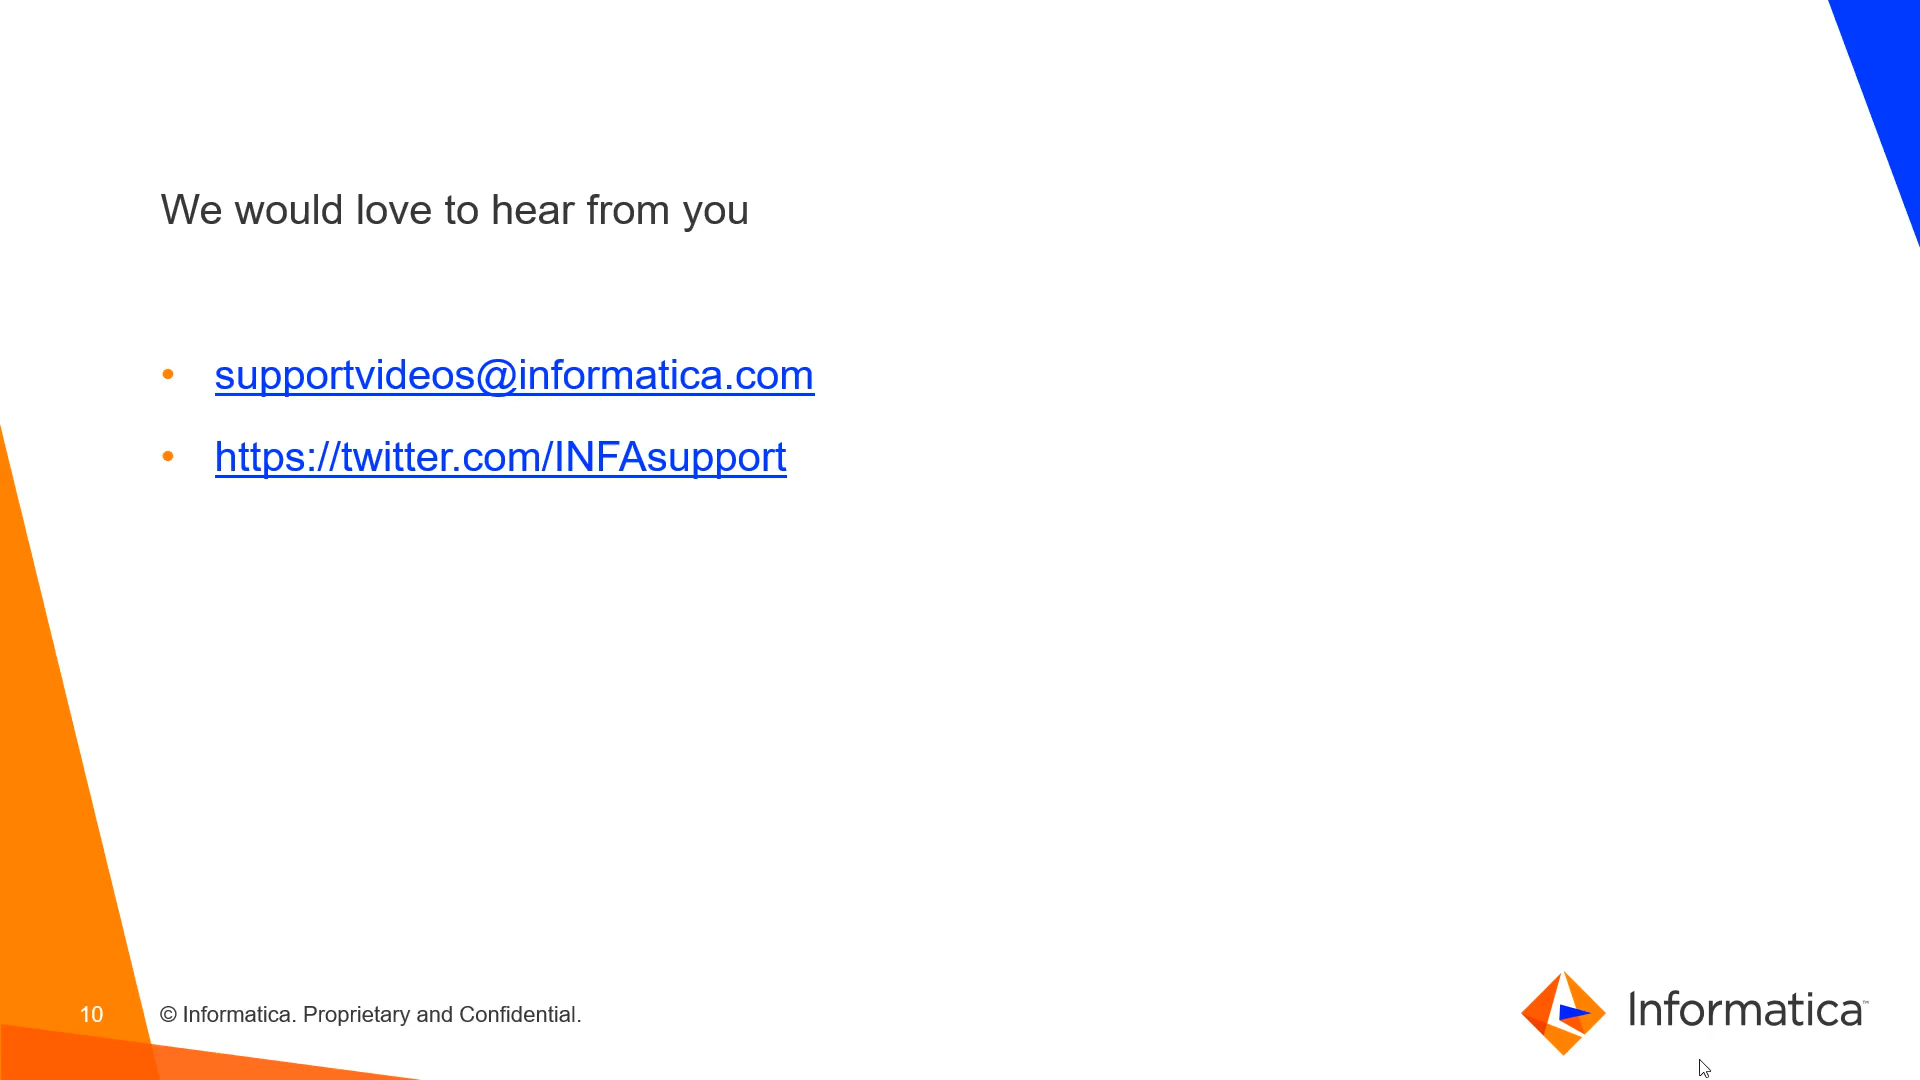 We would love to hear from you
• supportvideos@informatica.com
• https://twitter.com/INFAsupport
10 © Informatica. Proprietary and Confidential.
Informatica™